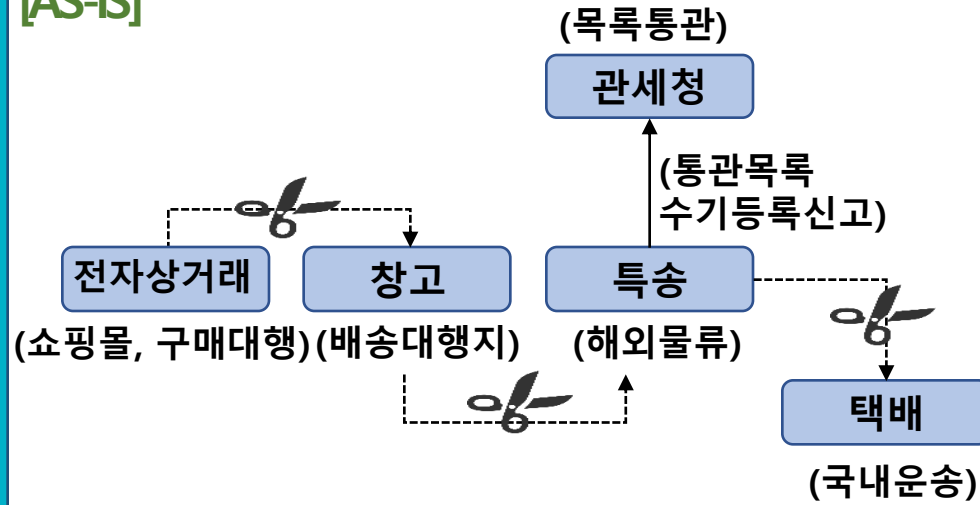 [AS-IS]
(목록통관)
관세청
(통관목록
수기등록신고)
전자상거래
창고
특송
(쇼핑몰, 구매대행)
(배송대행지)
(해외물류)
택배
(국내운송)